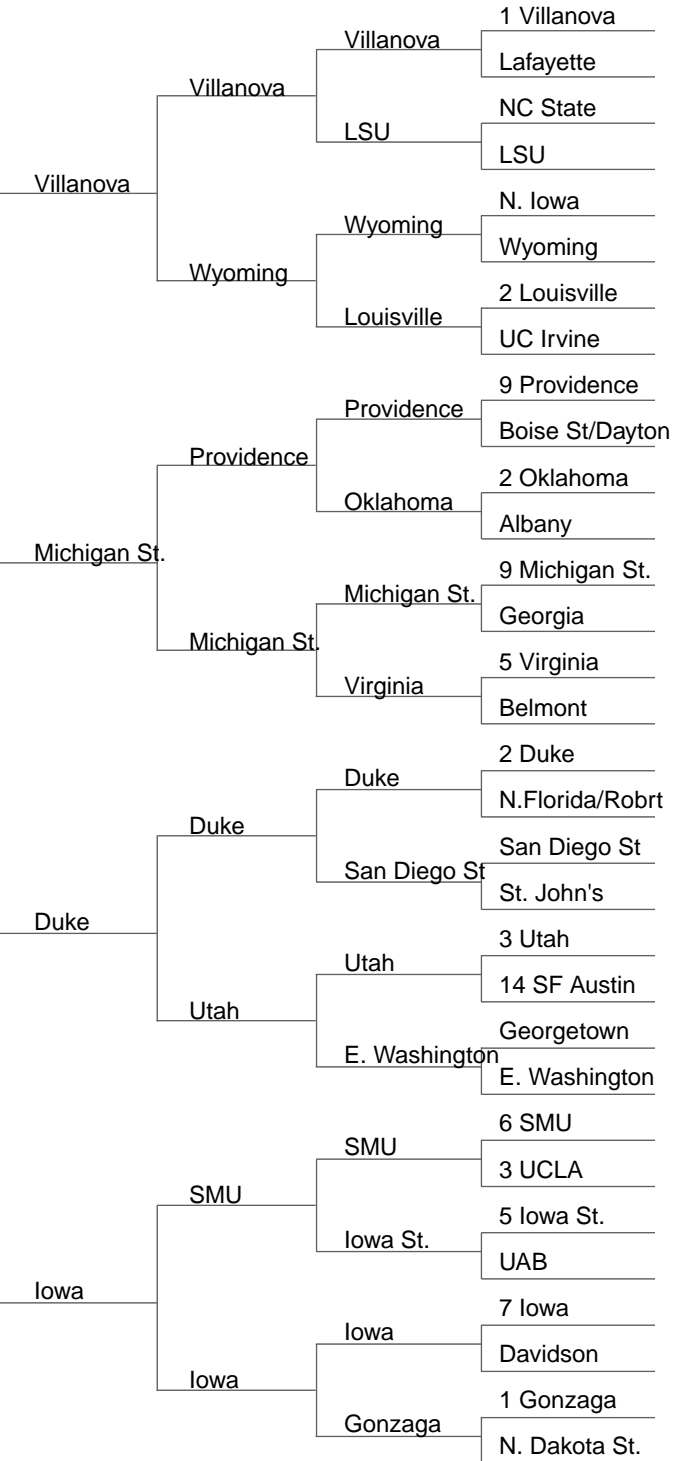 1 Villanova
Villanova
Lafayette
Villanova
NC State
LSU
LSU
Villanova
N. Iowa
Wyoming
Wyoming
Wyoming
2 Louisville
Louisville
UC Irvine
9 Providence
Providence
Boise St/Dayton
Providence
2 Oklahoma
Oklahoma
Albany
Michigan St.
9 Michigan St.
Michigan St.
Georgia
Michigan St.
5 Virginia
Virginia
Belmont
2 Duke
Duke
N.Florida/Robrt
Duke
San Diego St
San Diego St
St. John's
Duke
3 Utah
Utah
14 SF Austin
Utah
Georgetown
E. Washington
E. Washington
6 SMU
SMU
3 UCLA
SMU
5 Iowa St.
Iowa St.
UAB
Iowa
7 Iowa
Iowa
Davidson
Iowa
1 Gonzaga
Gonzaga
N. Dakota St.